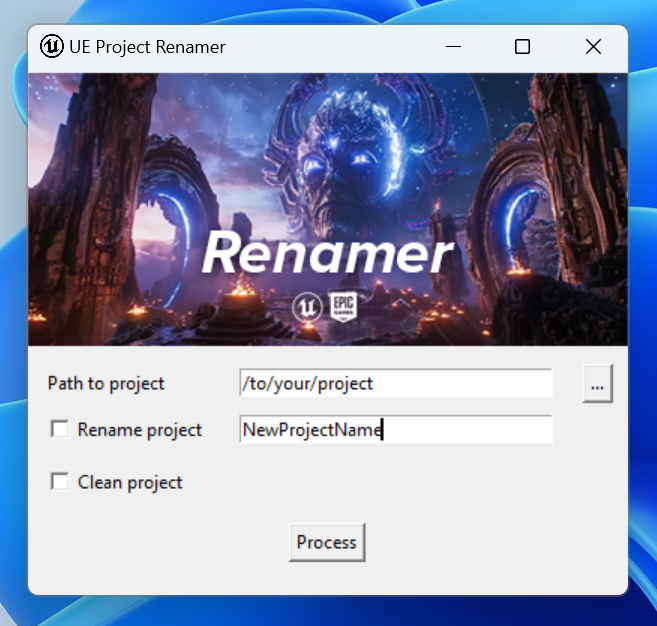 UE Project Renamer
Renamer
EPIC
GAMES
Path to project
/to/your/project
...
Rename project
NewProjectName
Clean project
Process